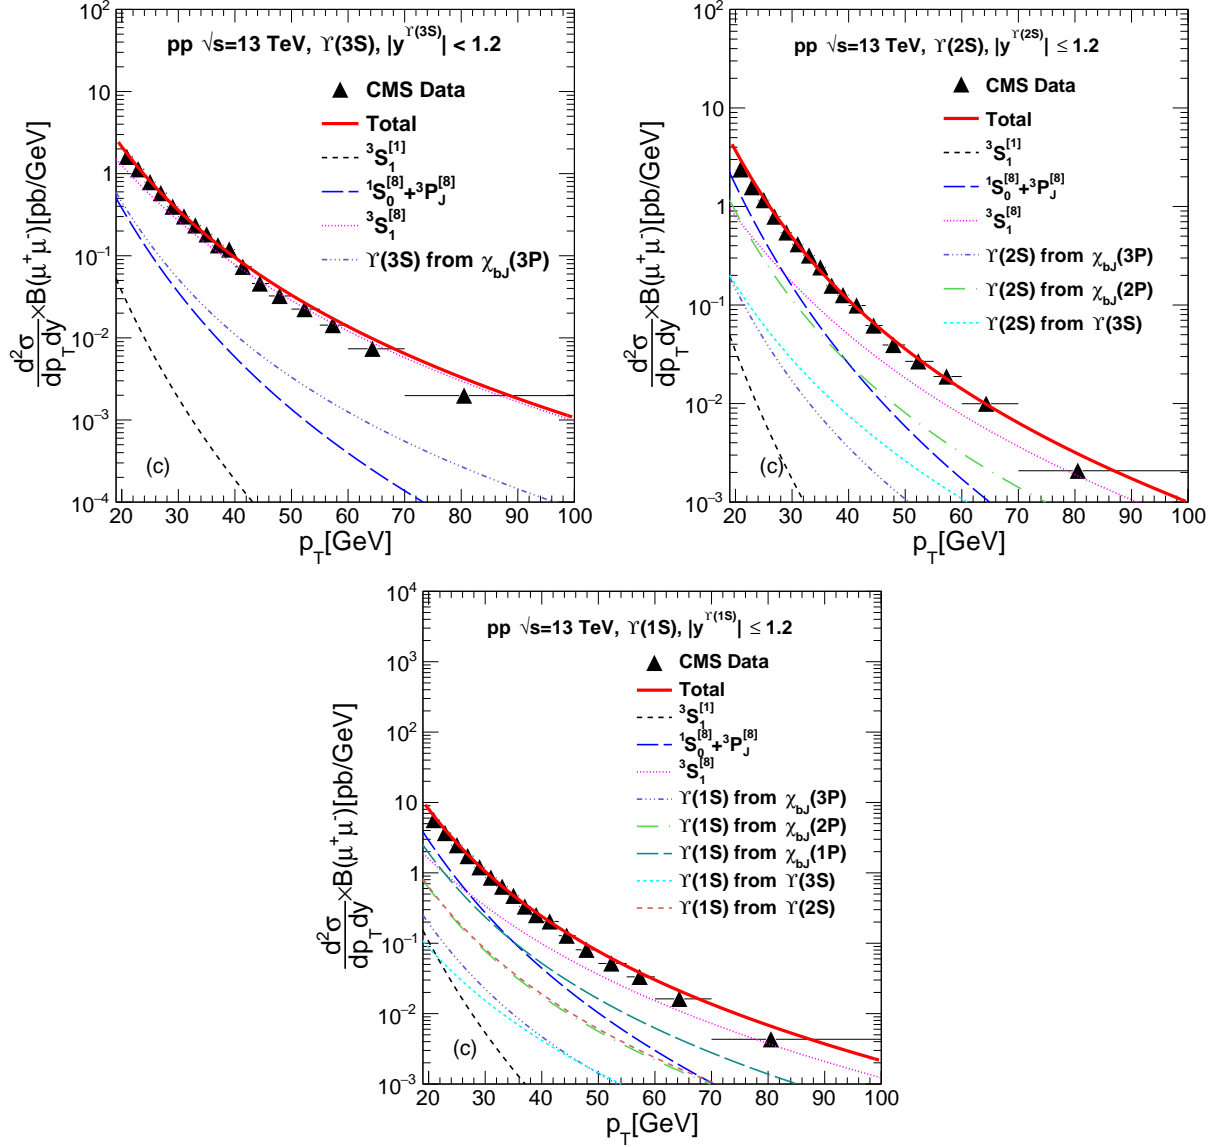 pp √s=13 TeV, ϒ(3S), |y^ϒ(3S)| < 1.2
CMS Data
Total
³S₁^[1]
¹S₀^[8]+³P_J^[8]
³S₁^[8]
ϒ(3S) from χ_bJ(3P)
10²
10
1
10⁻¹
10⁻²
10⁻³
10⁻⁴
d²σ/dp_T dy ×B(μ⁺μ⁻)[pb/GeV]
(c)
20 30 40 50 60 70 80 90 100
p_T[GeV]
pp √s=13 TeV, ϒ(2S), |y^ϒ(2S)| ≤ 1.2
CMS Data
Total
³S₁^[1]
¹S₀^[8]+³P_J^[8]
³S₁^[8]
ϒ(2S) from χ_bJ(3P)
ϒ(2S) from χ_bJ(2P)
ϒ(2S) from ϒ(3S)
10²
10
1
10⁻¹
10⁻²
10⁻³
d²σ/dp_T dy ×B(μ⁺μ⁻)[pb/GeV]
(c)
20 30 40 50 60 70 80 90 100
p_T[GeV]
pp √s=13 TeV, ϒ(1S), |y^ϒ(1S)| ≤ 1.2
CMS Data
Total
³S₁^[1]
¹S₀^[8]+³P_J^[8]
³S₁^[8]
ϒ(1S) from χ_bJ(3P)
ϒ(1S) from χ_bJ(2P)
ϒ(1S) from χ_bJ(1P)
ϒ(1S) from ϒ(3S)
ϒ(1S) from ϒ(2S)
10⁴
10³
10²
10
1
10⁻¹
10⁻²
10⁻³
d²σ/dp_T dy ×B(μ⁺μ⁻)[pb/GeV]
(c)
20 30 40 50 60 70 80 90 100
p_T[GeV]